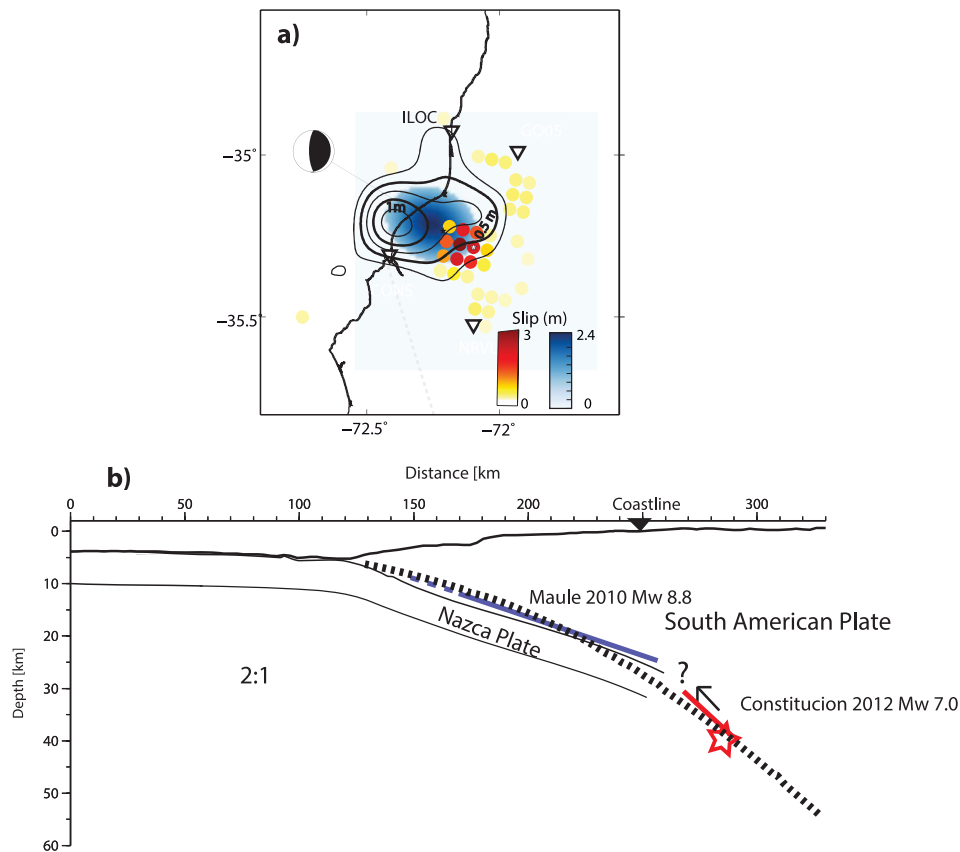 a)
ILOC
GO05
−35˚
1m
0.5 m
−35.5˚
Slip (m)
3
2.4
0
0
−72.5˚
−72˚
b)
Distance [km]
0
50
100
150
200
250
300
Coastline
0
10
20
30
40
50
60
Depth [km]
Maule 2010 Mw 8.8
South American Plate
Nazca Plate
2:1
?
Constitucion 2012 Mw 7.0